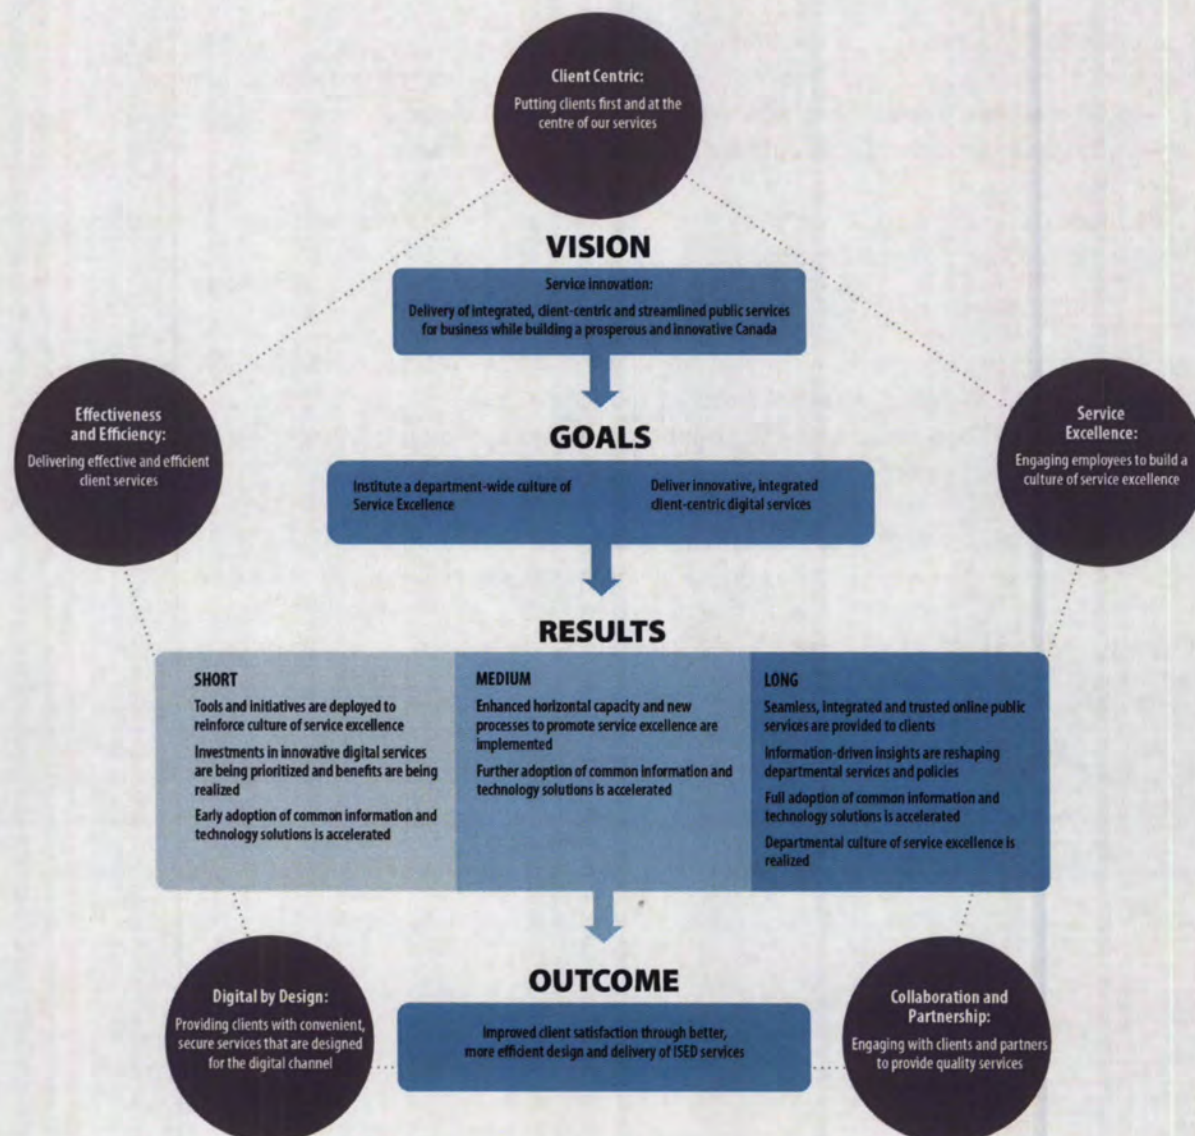 Client Centric:
Putting clients first and at the
centre of our services
VISION
Service innovation:
Delivery of integrated, client-centric and streamlined public services
for business while building a prosperous and innovative Canada
Effectiveness
and Efficiency:
Delivering effective and efficient
client services
Service
Excellence:
Engaging employees to build a
culture of service excellence
GOALS
Institute a department-wide culture of
Service Excellence
Deliver innovative, integrated
client-centric digital services
RESULTS
SHORT
Tools and initiatives are deployed to
reinforce culture of service excellence
Investments in innovative digital services
are being prioritized and benefits are being
realized
Early adoption of common information and
technology solutions is accelerated
MEDIUM
Enhanced horizontal capacity and new
processes to promote service excellence are
implemented
Further adoption of common information and
technology solutions is accelerated
LONG
Seamless, integrated and trusted online public
services are provided to clients
Information-driven insights are reshaping
departmental services and policies
Full adoption of common information and
technology solutions is accelerated
Departmental culture of service excellence is
realized
OUTCOME
Improved client satisfaction through better,
more efficient design and delivery of ISED services
Digital by Design:
Providing clients with convenient,
secure services that are designed
for the digital channel
Collaboration and
Partnership:
Engaging with clients and partners
to provide quality services